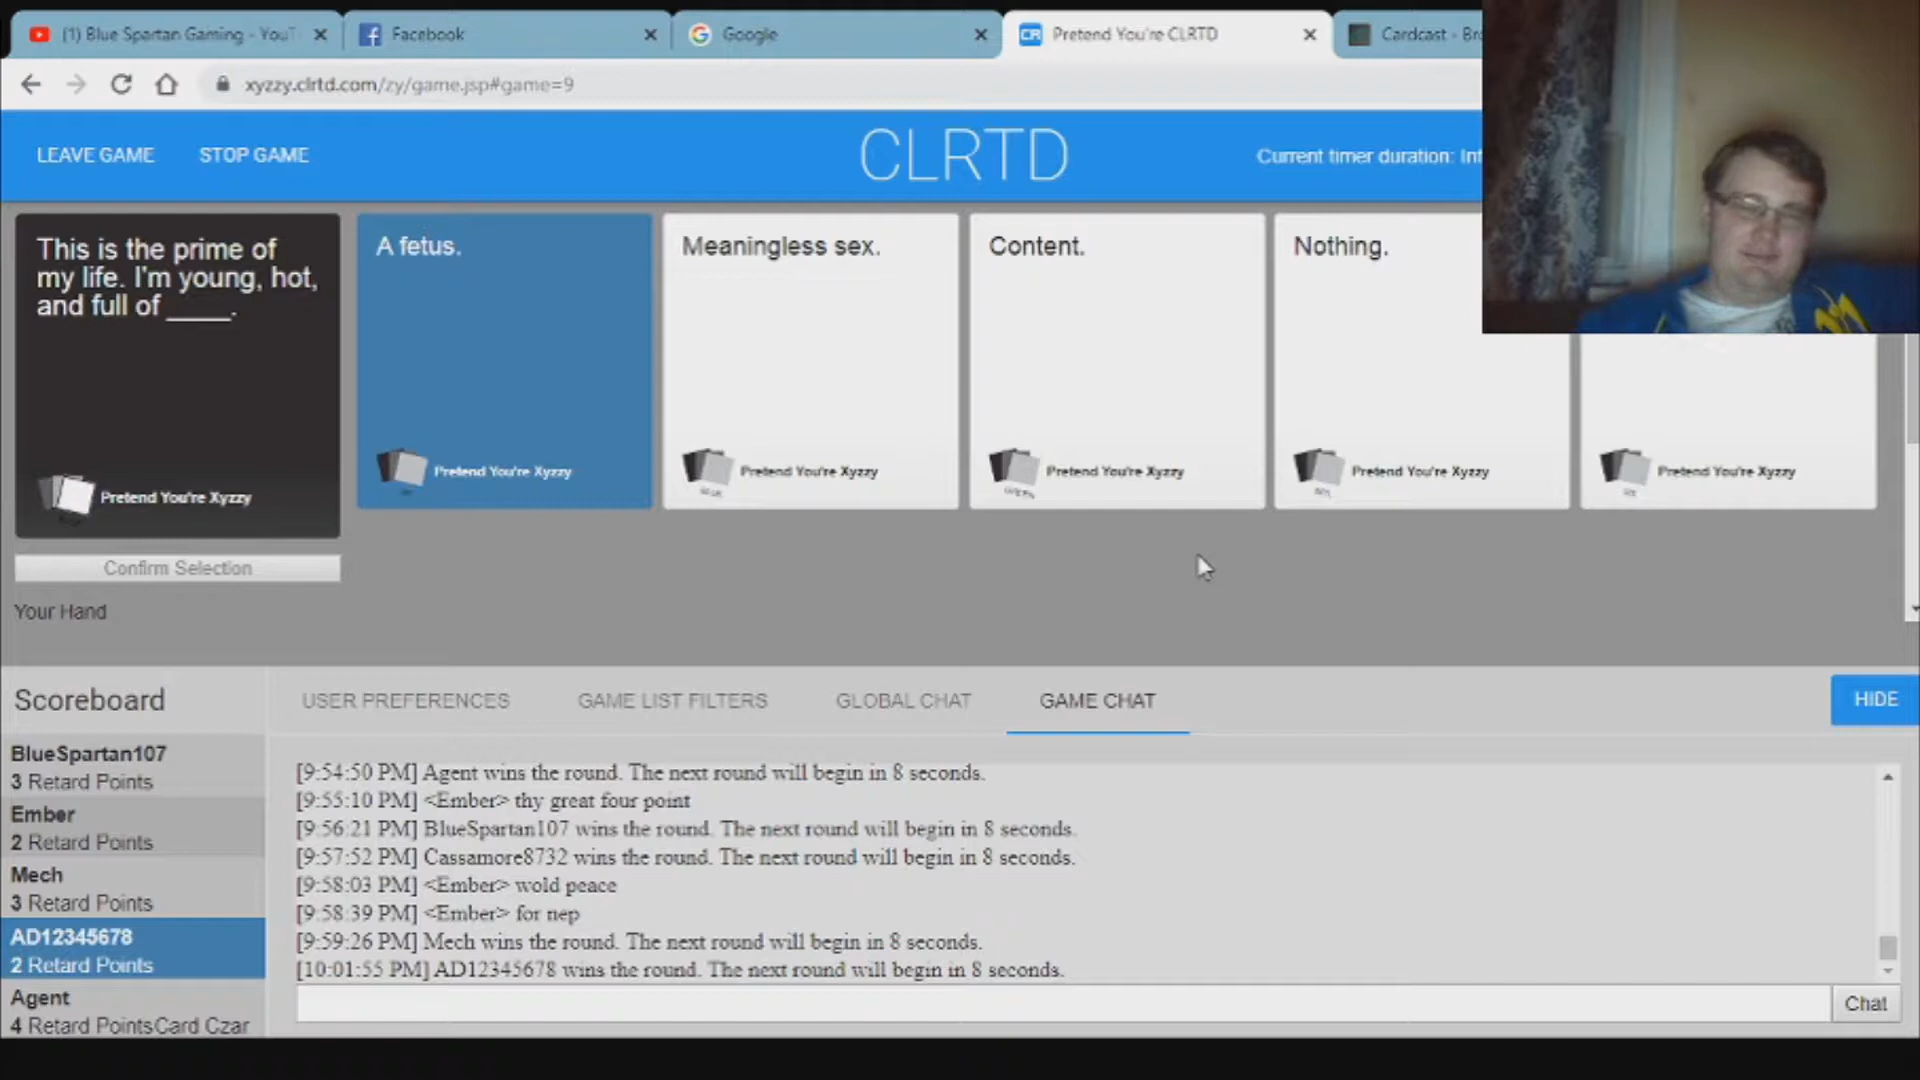 (1) Blue Spartan Gaming - YouT
Facebook
Google
Pretend You're CLRTD
Cardcast - Bro
xyzzy.clrtd.com/zy/game.jsp#game=9
LEAVE GAME
STOP GAME
CLRTD
Current timer duration: Inf
This is the prime of
my life. I'm young, hot,
and full of ____.
Pretend You're Xyzzy
A fetus.
Pretend You're Xyzzy
Meaningless sex.
Pretend You're Xyzzy
Content.
Pretend You're Xyzzy
Nothing.
Pretend You're Xyzzy
Pretend You're Xyzzy
Confirm Selection
Your Hand
Scoreboard
USER PREFERENCES
GAME LIST FILTERS
GLOBAL CHAT
GAME CHAT
HIDE
BlueSpartan107
3 Retard Points
Ember
2 Retard Points
Mech
3 Retard Points
AD12345678
2 Retard Points
Agent
4 Retard PointsCard Czar
[9:54:50 PM] Agent wins the round. The next round will begin in 8 seconds.
[9:55:10 PM] <Ember> thy great four point
[9:56:21 PM] BlueSpartan107 wins the round. The next round will begin in 8 seconds.
[9:57:52 PM] Cassamore8732 wins the round. The next round will begin in 8 seconds.
[9:58:03 PM] <Ember> wold peace
[9:58:39 PM] <Ember> for nep
[9:59:26 PM] Mech wins the round. The next round will begin in 8 seconds.
[10:01:55 PM] AD12345678 wins the round. The next round will begin in 8 seconds.
Chat